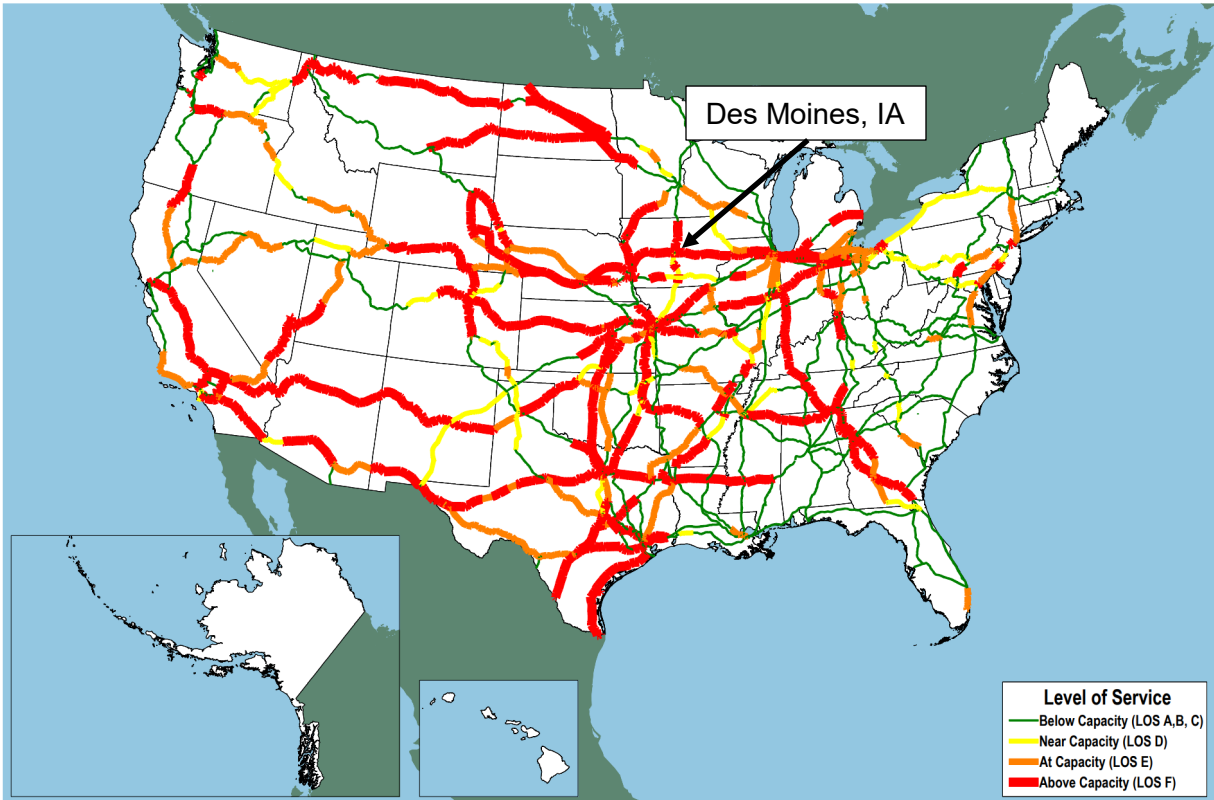 Des Moines, IA
Level of Service
Below Capacity (LOS A,B, C)
Near Capacity (LOS D)
At Capacity (LOS E)
Above Capacity (LOS F)